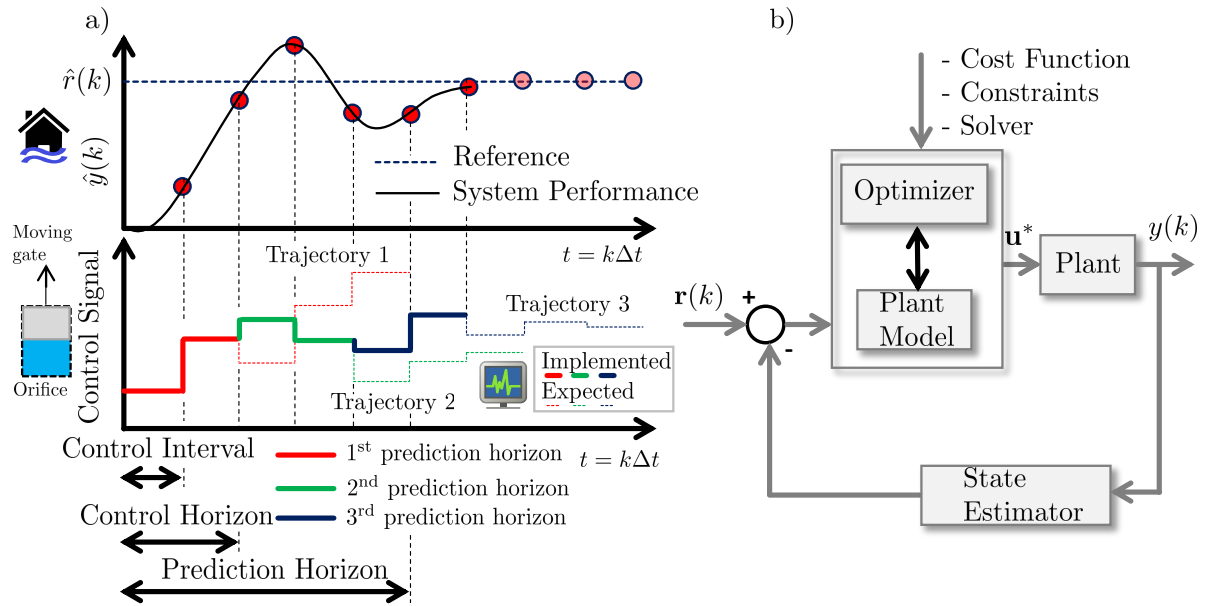 a)
r̂(k)
ŷ(k)
Reference
System Performance
t = kΔt
Moving
gate
Orifice
Control Signal
Trajectory 1
Trajectory 2
Trajectory 3
Implemented
Expected
t = kΔt
Control Interval
Control Horizon
Prediction Horizon
1st prediction horizon
2nd prediction horizon
3rd prediction horizon
b)
- Cost Function
- Constraints
- Solver
Optimizer
Plant
Model
r(k)
+
-
u*
Plant
y(k)
State
Estimator